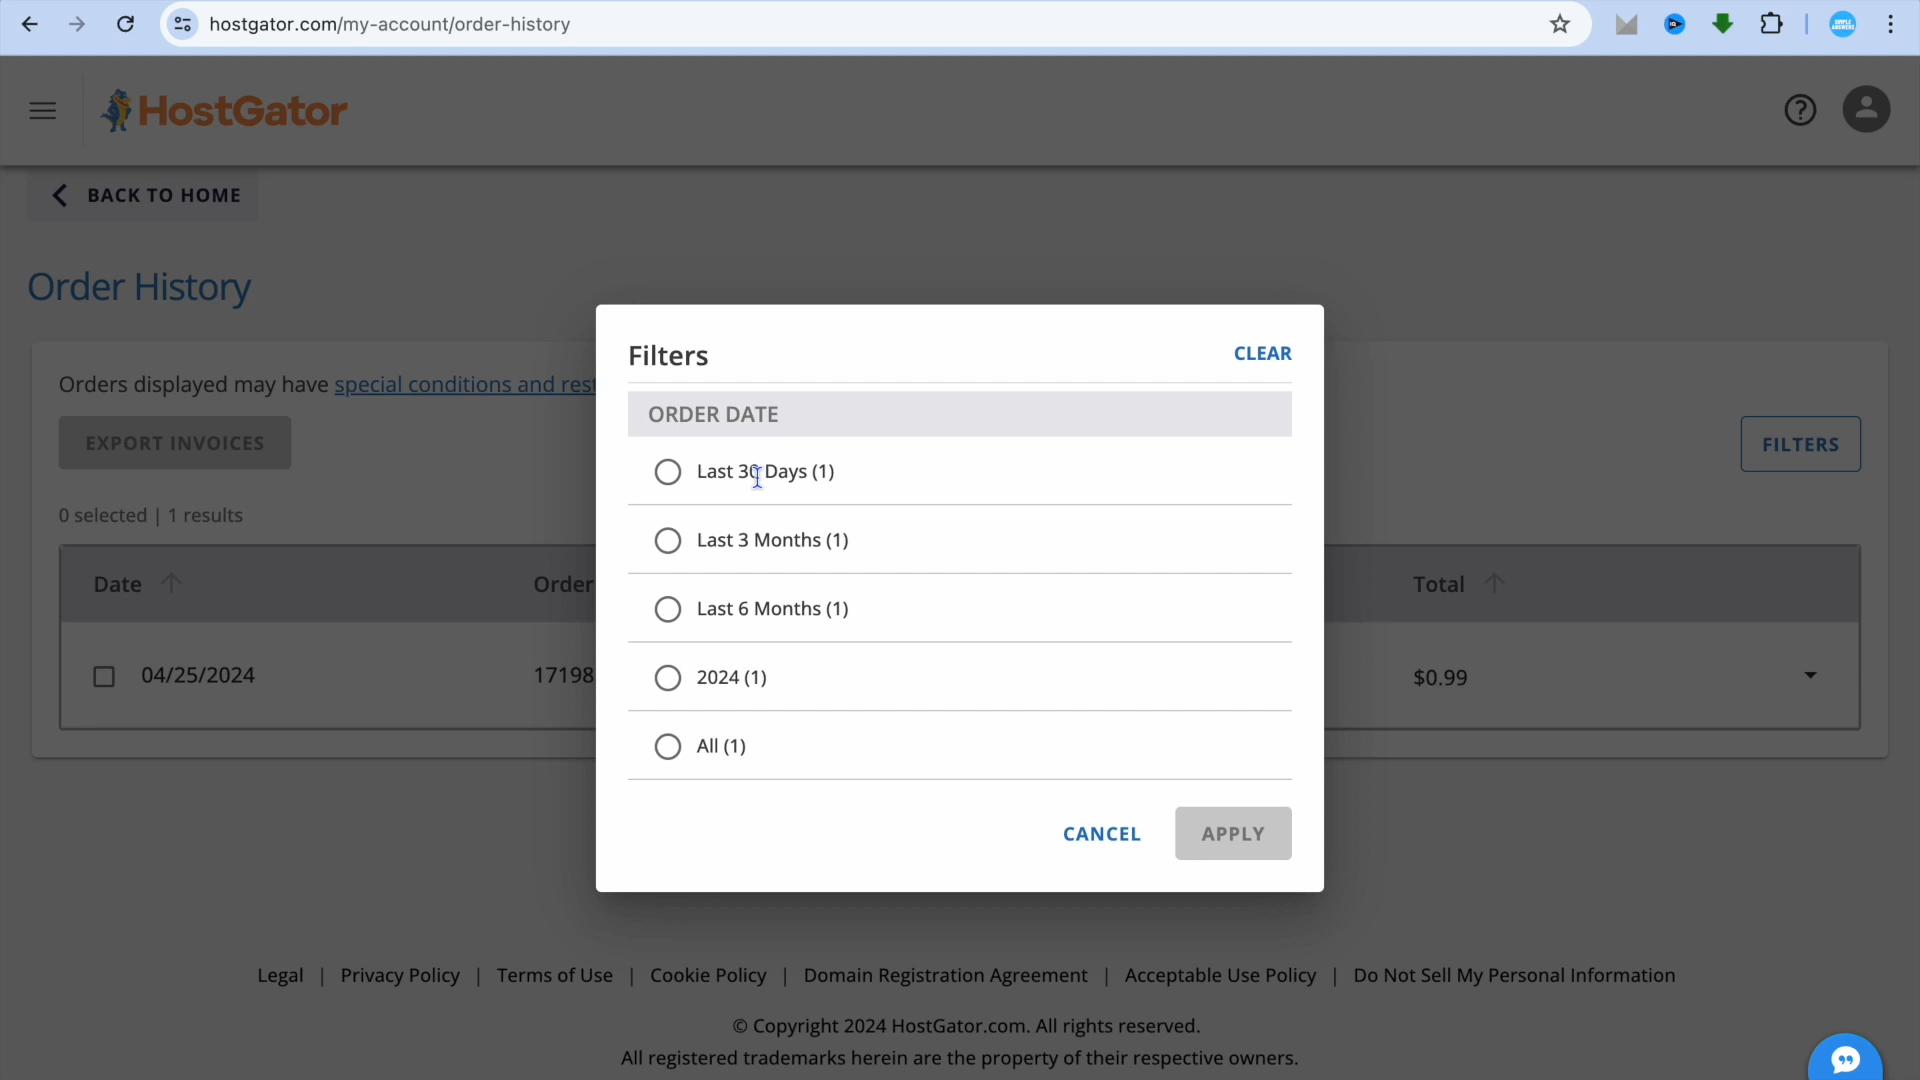 hostgator.com/my-account/order-history
HostGator
BACK TO HOME
Order History
Orders displayed may have special conditions and rest
EXPORT INVOICES
FILTERS
0 selected | 1 results
Date
Order
Total
04/25/2024
17198
$0.99
Filters
CLEAR
ORDER DATE
Last 30 Days (1)
Last 3 Months (1)
Last 6 Months (1)
2024 (1)
All (1)
CANCEL
APPLY
Legal | Privacy Policy | Terms of Use | Cookie Policy | Domain Registration Agreement | Acceptable Use Policy | Do Not Sell My Personal Information
© Copyright 2024 HostGator.com. All rights reserved.
All registered trademarks herein are the property of their respective owners.